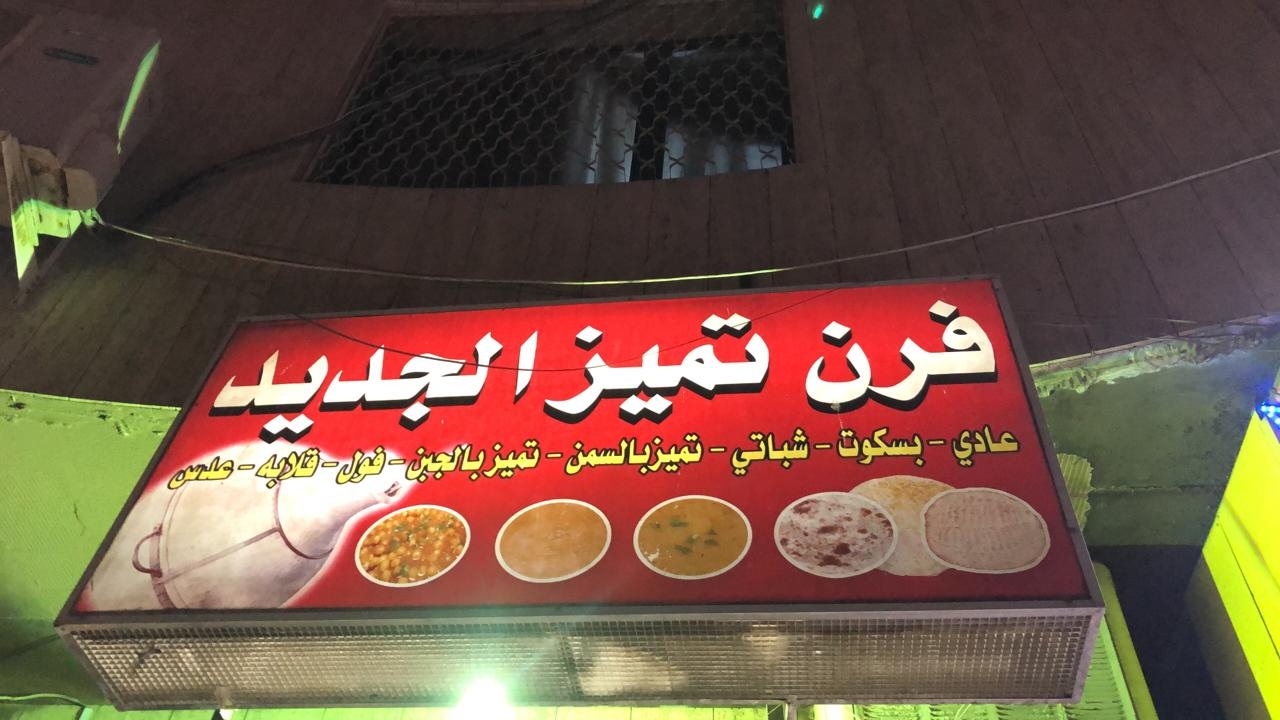 فرن تميز الجديد
عادي - بسكوت - شباتي - تميز بالسمن - تميز بالجبن - فول - قلابه - عدس